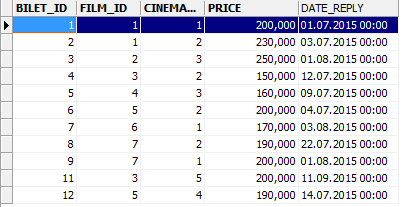 BILET_ID FILM_ID CINEMA... PRICE DATE_REPLY
1 1 1 200,000 01.07.2015 00:00
2 1 2 230,000 03.07.2015 00:00
3 2 3 250,000 01.08.2015 00:00
4 3 2 150,000 12.07.2015 00:00
5 4 3 160,000 09.07.2015 00:00
6 5 2 200,000 04.07.2015 00:00
7 6 1 170,000 03.08.2015 00:00
8 7 2 190,000 22.07.2015 00:00
9 7 1 200,000 01.08.2015 00:00
11 3 5 200,000 11.09.2015 00:00
12 5 4 190,000 14.07.2015 00:00